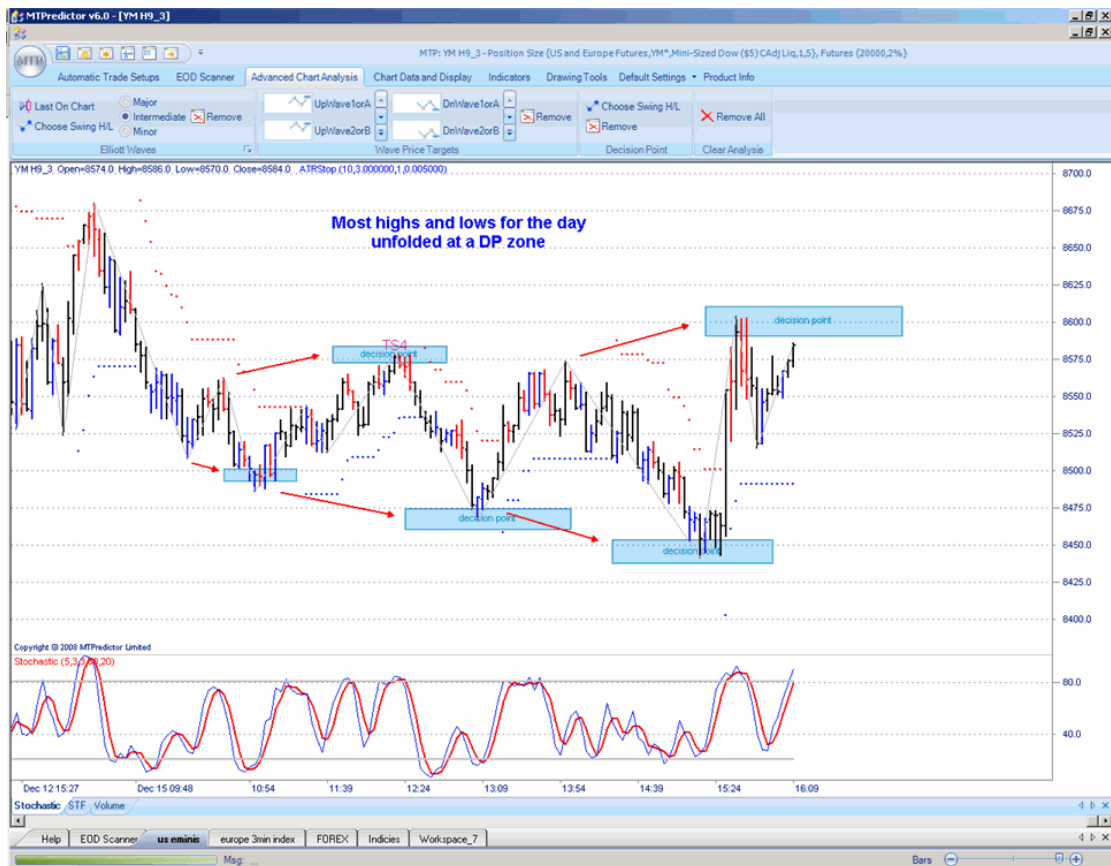 MTPredictor v6.0 - [YM H9_3]
MTP
MTP: YM H9_3 - Position Size {US and Europe Futures,YM*,Mini-Sized Dow ($5) CAdj Liq,1,5}, Futures {20000,2%}
Automatic Trade Setups EOD Scanner Advanced Chart Analysis Chart Data and Display Indicators Drawing Tools Default Settings Product Info
Last On Chart
Choose Swing H/L
Major
Intermediate
Minor
Remove
Elliott Waves
UpWave1orA
UpWave2orB
DnWave1orA
DnWave2orB
Remove
Wave Price Targets
Choose Swing H/L
Remove
Decision Point
Remove All
Clear Analysis
YM H9_3 Open=8574.0 High=8586.0 Low=8570.0 Close=8584.0 ATRStop (10,3.000000,1,0.005000)
Most highs and lows for the day
unfolded at a DP zone
8700.0
8675.0
8650.0
8625.0
8600.0
8575.0
8550.0
8525.0
8500.0
8475.0
8450.0
8425.0
8400.0
decision point
TS4
decision point
decision point
decision point
Copyright @ 2008 MTPredictor Limited
80.0
40.0
Dec 12 15:27 Dec 15 09:48 10:54 11:39 12:24 13:09 13:54 14:39 15:24 16:09
Stochastic STF Volume
Help EOD Scanner us eminis europe 3min index FOREX Indicies Workspace_7
Msg: ...
Bars